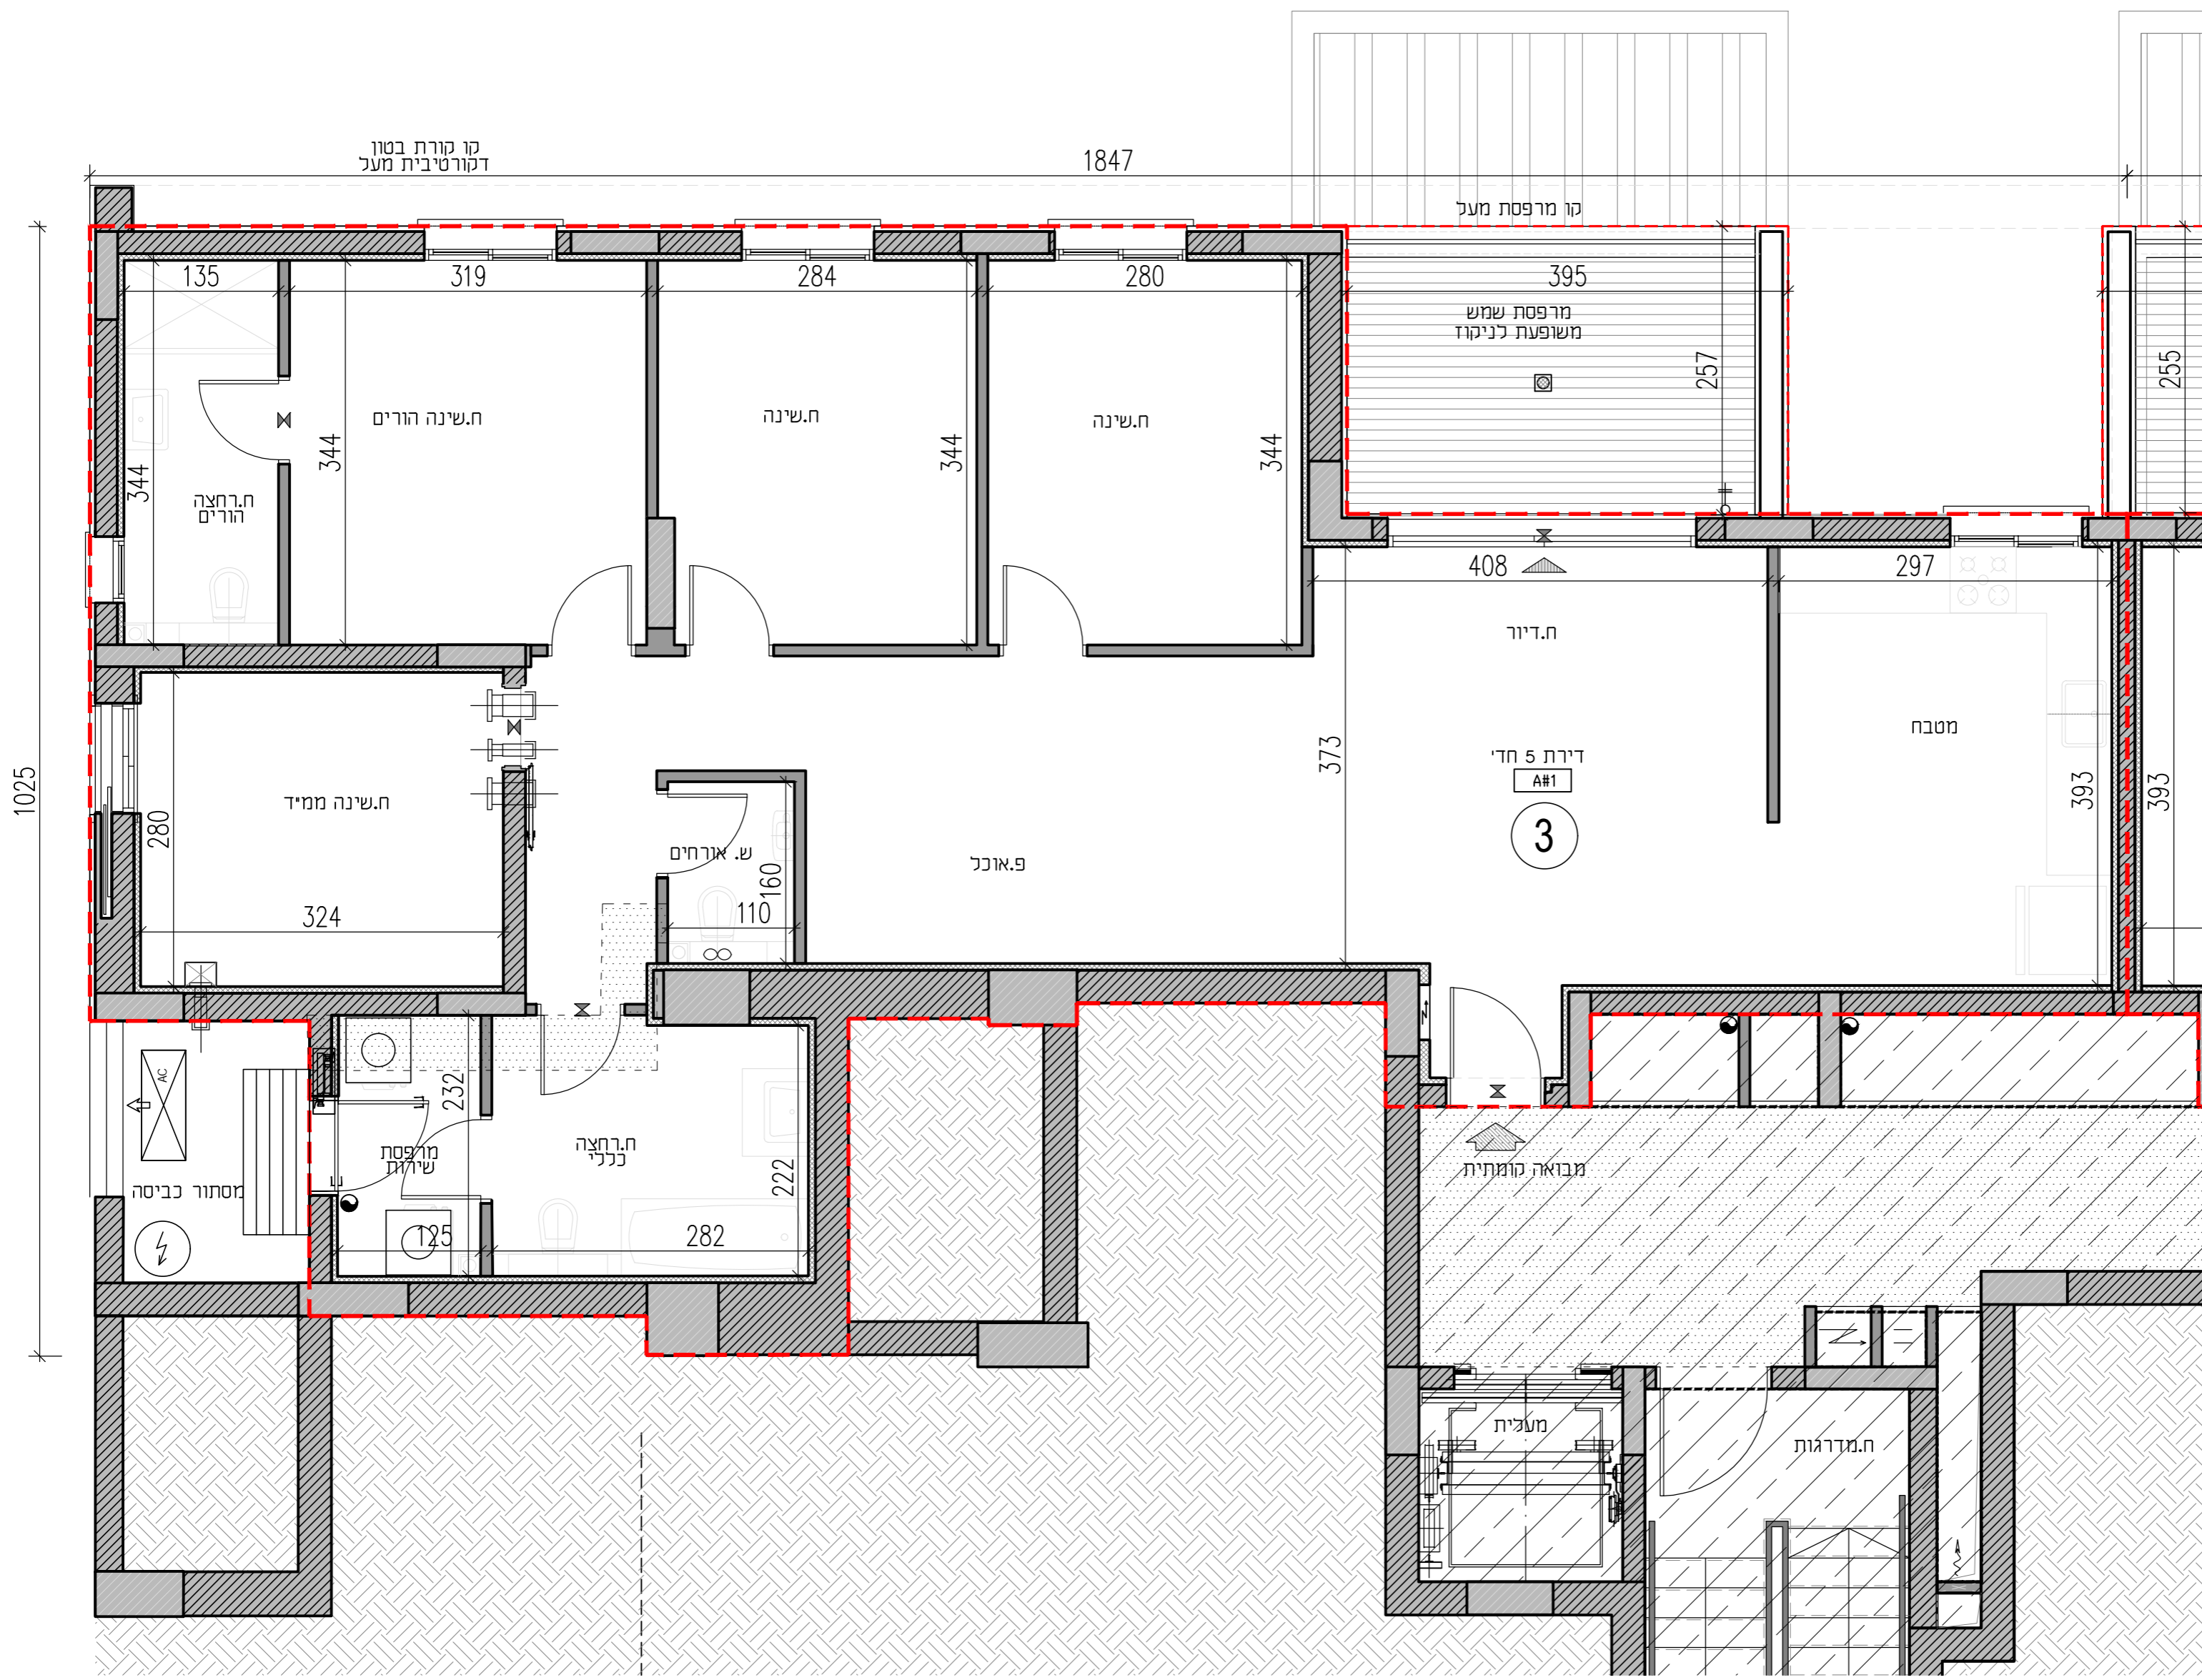 קו קורת בטון
דקורטיבית מעל
1847
קו מרפסת מעל
135
319
284
280
395
מרפסת שמש
משופעת לניקוז
257
255
344
344
344
344
ח.שינה הורים
ח.שינה
ח.שינה
ח.רחצה
הורים
408
297
ח.דיור
מטבח
1025
373
דירת 5 חד'
A#1
3
393
393
ח.שינה ממ"ד
280
324
ש. אורחים
160
110
פ.אוכל
AC
232
מרפסת
שירות
ח.רחצה
כללי
222
מסתור כביסה
125
282
מבואה קומתית
מעלית
ח.מדרגות